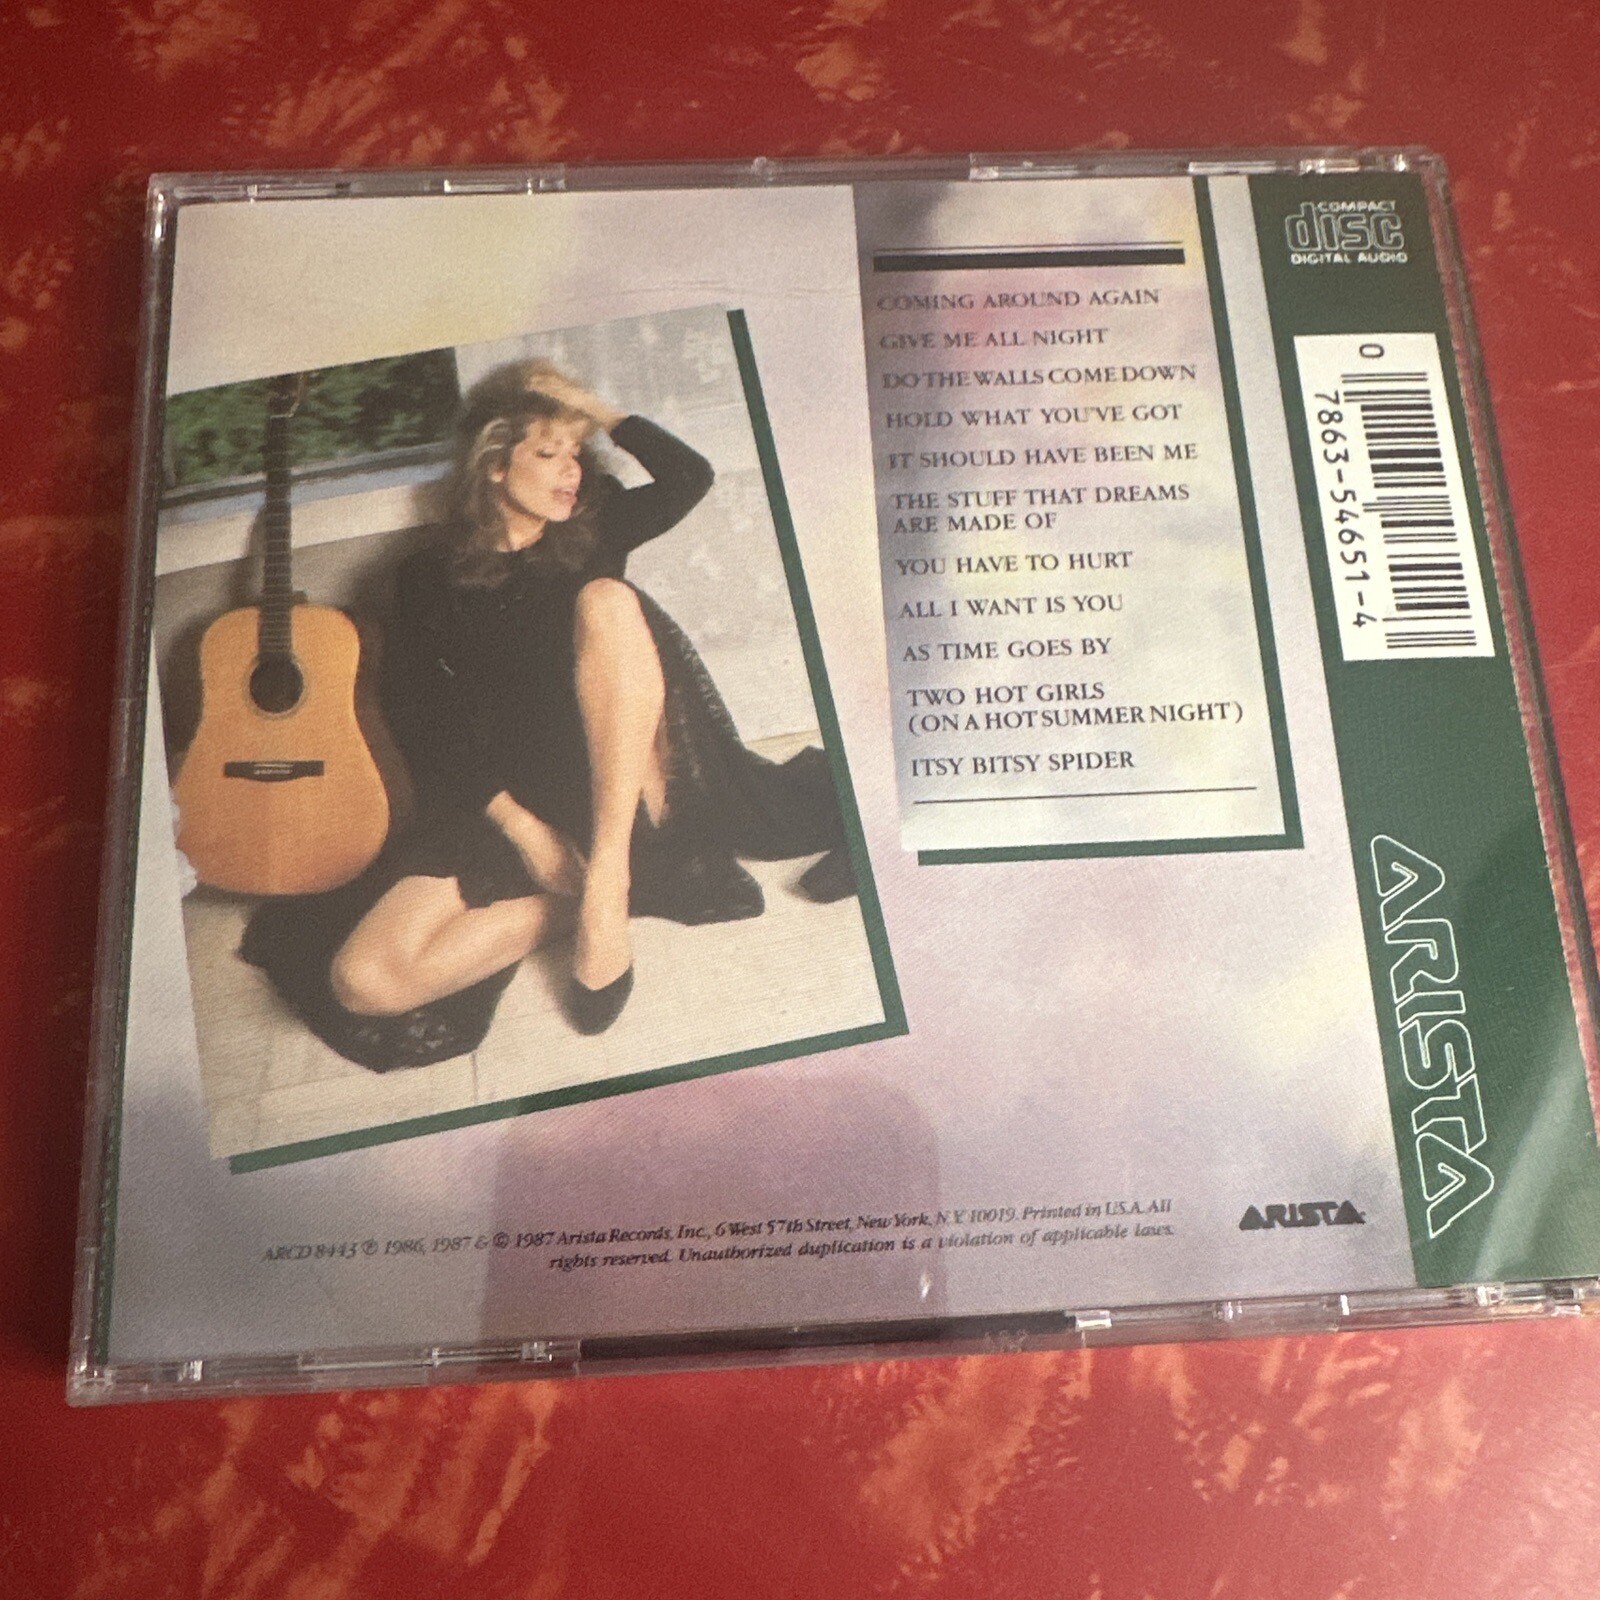 COMING AROUND AGAIN
GIVE ME ALL NIGHT
DO THE WALLS COME DOWN
HOLD WHAT YOU'VE GOT
IT SHOULD HAVE BEEN ME
THE STUFF THAT DREAMS
ARE MADE OF
YOU HAVE TO HURT
ALL I WANT IS YOU
AS TIME GOES BY
TWO HOT GIRLS
(ON A HOT SUMMER NIGHT)
ITSY BITSY SPIDER
COMPACT
disc
DIGITAL AUDIO
0 7863-54651-4
ARISTA
ARCD 8443 ℗ 1986, 1987 & © 1987 Arista Records, Inc., 6 West 57th Street, New York, N.Y. 10019. Printed in U.S.A. All
rights reserved. Unauthorized duplication is a violation of applicable laws.
ARISTA